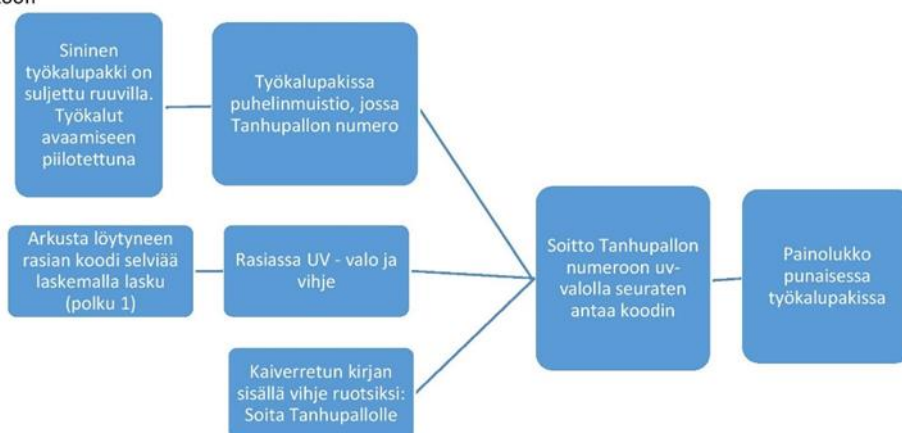 Sininen
työkalupakki on
suljettu ruuvilla.
Työkalut
avaamiseen
piilotettuna
Työkalupakissa
puhelinmuistio, jossa
Tanhupallon numero
Arkusta löytyneen
rasian koodi selviää
laskemalla lasku
(polku 1)
Rasiassa UV - valo ja
vihje
Kaiverretun kirjan
sisällä vihje ruotsiksi:
Soita Tanhupallolle
Soitto Tanhupallon
numeroon uv-
valolla seuraten
antaa koodin
Painolukko
punaisessa
työkalupakissa